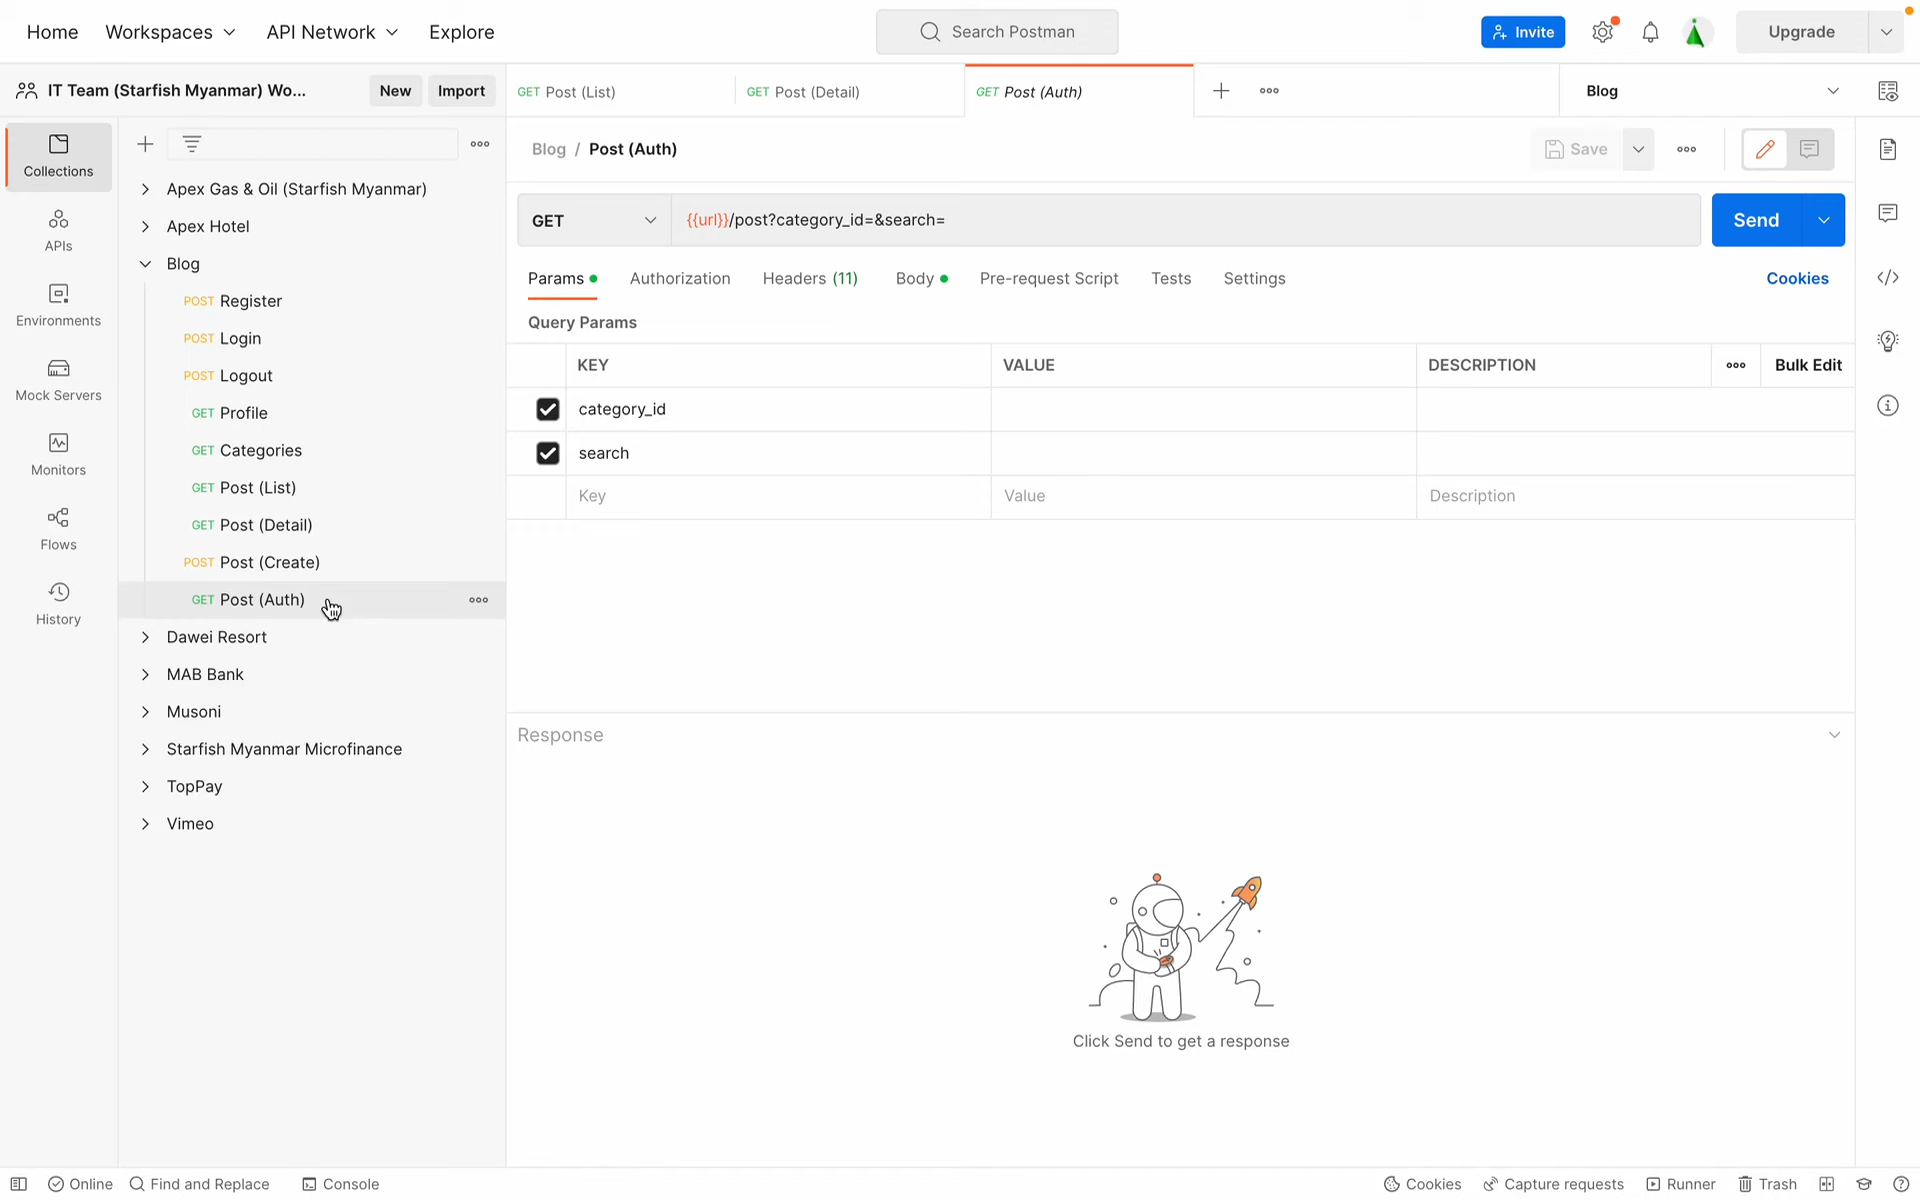 Home Workspaces API Network Explore Search Postman Invite Upgrade
IT Team (Starfish Myanmar) Wo... New Import
GET Post (List) GET Post (Detail) GET Post (Auth) Blog
Collections
APIs
Environments
Mock Servers
Monitors
Flows
History
Apex Gas & Oil (Starfish Myanmar)
Apex Hotel
Blog
POST Register
POST Login
POST Logout
GET Profile
GET Categories
GET Post (List)
GET Post (Detail)
POST Post (Create)
GET Post (Auth)
Dawei Resort
MAB Bank
Musoni
Starfish Myanmar Microfinance
TopPay
Vimeo
Blog / Post (Auth) Save
GET {{url}}/post?category_id=&search= Send
Params Authorization Headers (11) Body Pre-request Script Tests Settings Cookies
Query Params
KEY VALUE DESCRIPTION Bulk Edit
category_id
search
Key Value Description
Response
Click Send to get a response
Online Find and Replace Console Cookies Capture requests Runner Trash